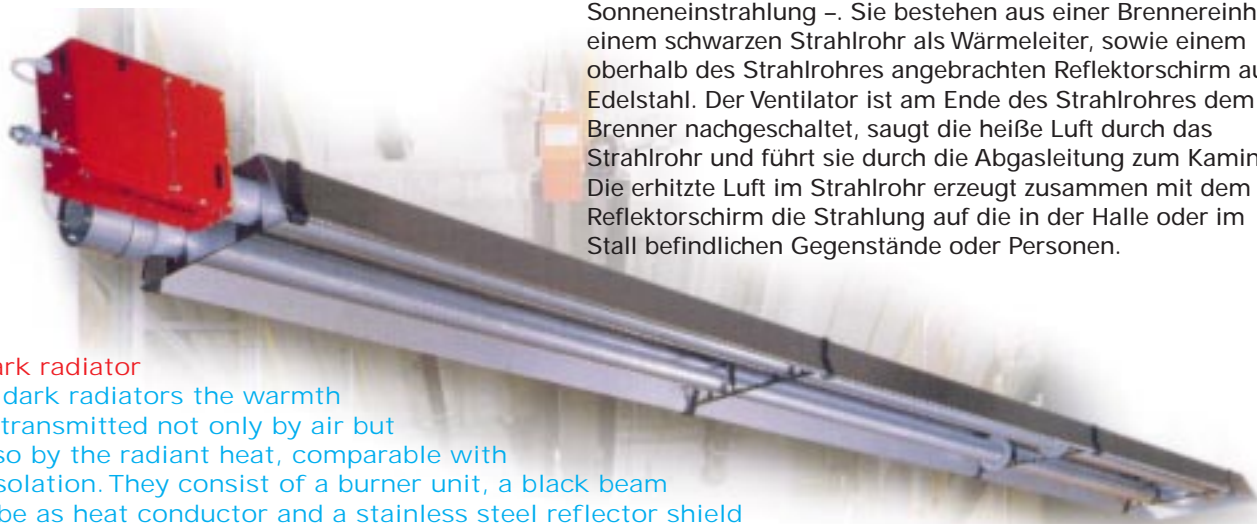 Sonneneinstrahlung –. Sie bestehen aus einer Brennereinh
einem schwarzen Strahlrohr als Wärmeleiter, sowie einem
oberhalb des Strahlrohres angebrachten Reflektorschirm au
Edelstahl. Der Ventilator ist am Ende des Strahlrohres dem
Brenner nachgeschaltet, saugt die heiße Luft durch das
Strahlrohr und führt sie durch die Abgasleitung zum Kamin
Die erhitzte Luft im Strahlrohr erzeugt zusammen mit dem
Reflektorschirm die Strahlung auf die in der Halle oder im
Stall befindlichen Gegenstände oder Personen.
ark radiator
dark radiators the warmth
transmitted not only by air but
so by the radiant heat, comparable with
solation. They consist of a burner unit, a black beam
be as heat conductor and a stainless steel reflector shield